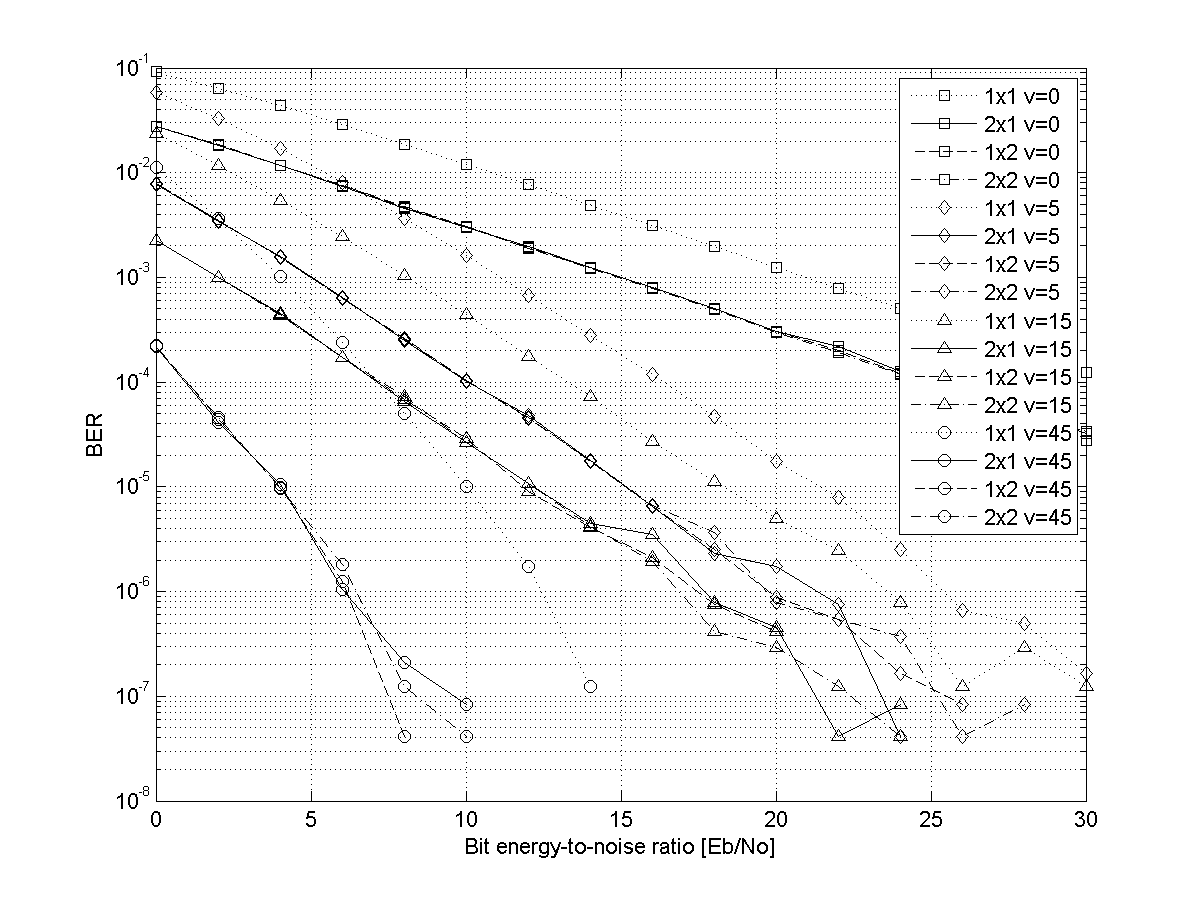 10-1
10-2
10-3
10-4
10-5
10-6
10-7
10-8
BER
0 5 10 15 20 25 30
Bit energy-to-noise ratio [Eb/No]
1x1 v=0
2x1 v=0
1x2 v=0
2x2 v=0
1x1 v=5
2x1 v=5
1x2 v=5
2x2 v=5
1x1 v=15
2x1 v=15
1x2 v=15
2x2 v=15
1x1 v=45
2x1 v=45
1x2 v=45
2x2 v=45